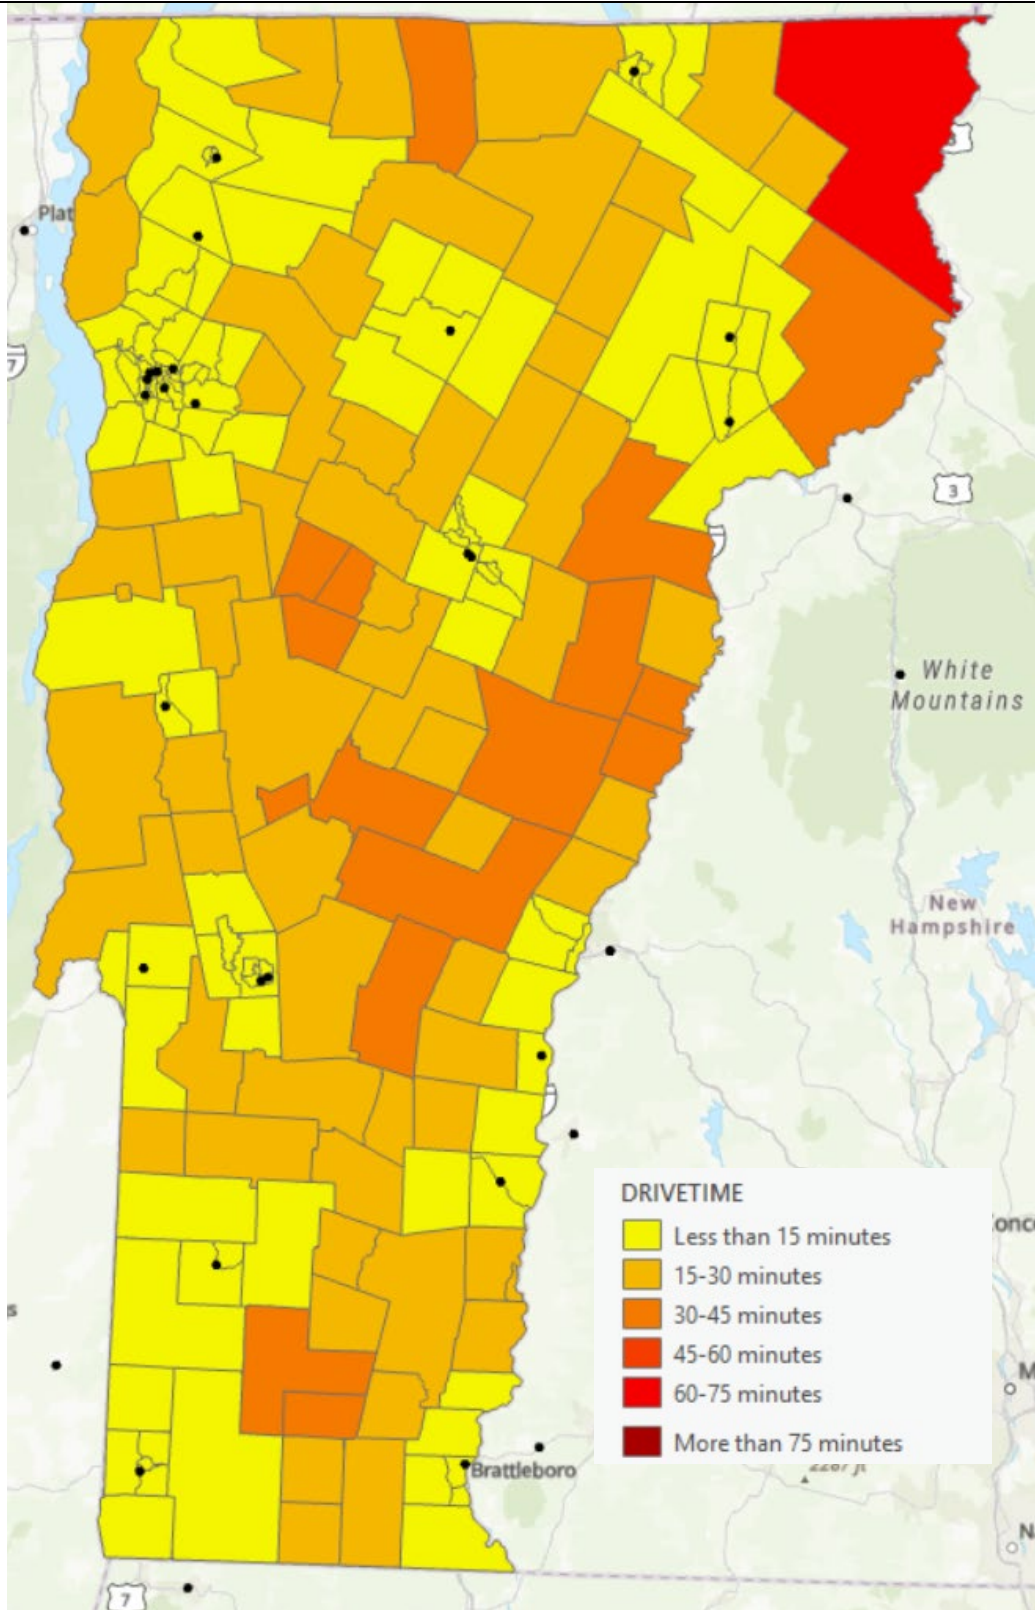 Plat
3
7
3
White
Mountains
New
Hampshire
DRIVETIME
Less than 15 minutes
15-30 minutes
30-45 minutes
45-60 minutes
60-75 minutes
More than 75 minutes
Conc
M
Brattleboro
N
7